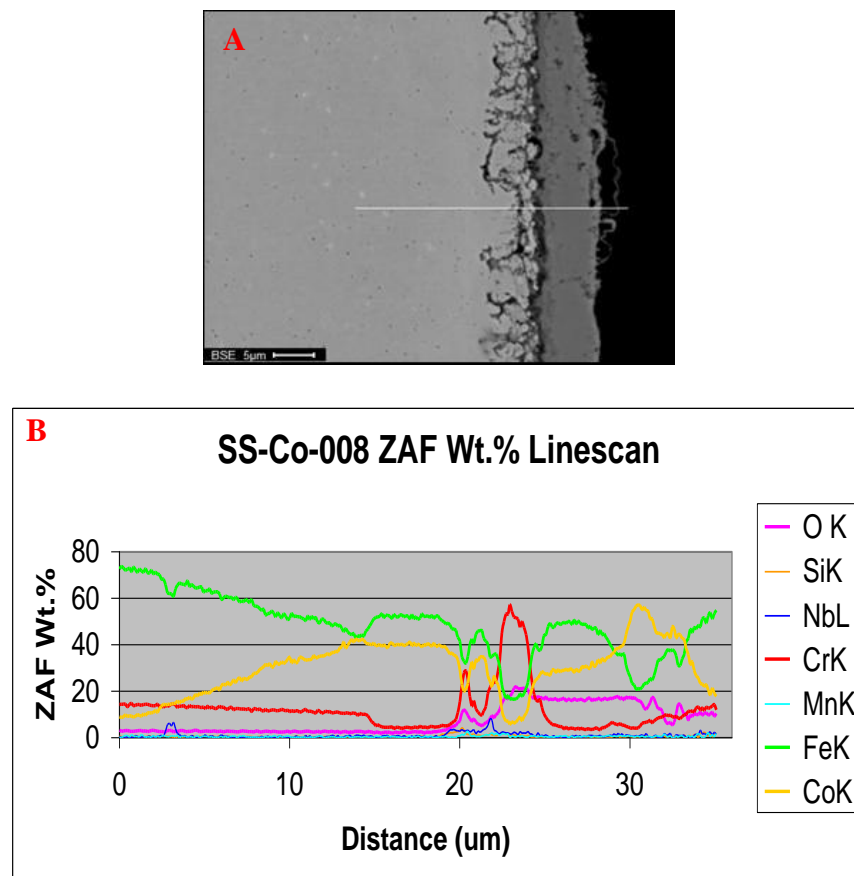 A
BSE 5µm
B
SS-Co-008 ZAF Wt.% Linescan
ZAF Wt.%
80
60
40
20
0
0 10 20 30
Distance (um)
O K
SiK
NbL
CrK
MnK
FeK
CoK